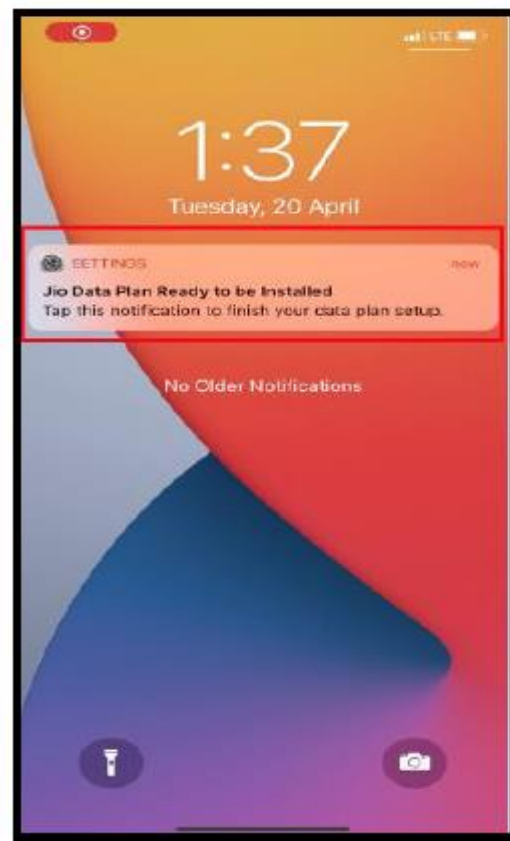 LTE
1:37
Tuesday, 20 April
SETTINGS now
Jio Data Plan Ready to be Installed
Tap this notification to finish your data plan setup.
No Older Notifications